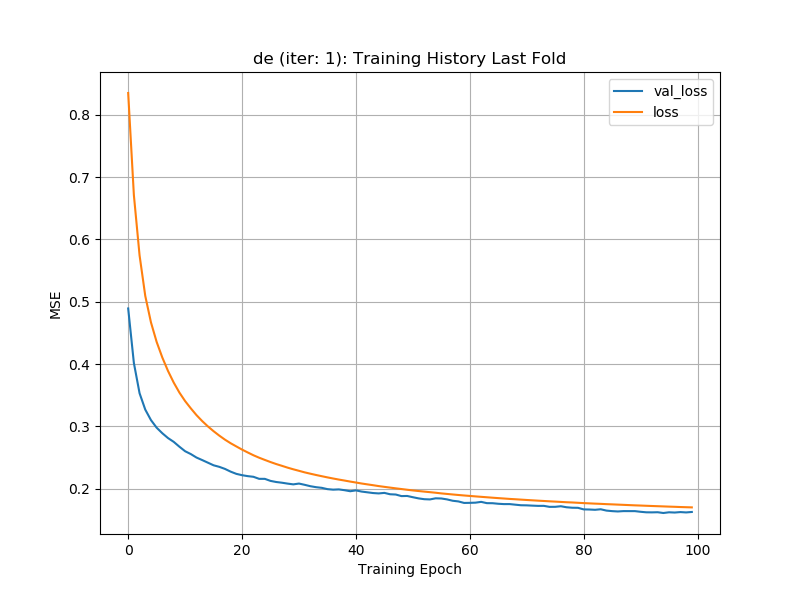 de (iter: 1): Training History Last Fold
val_loss
loss
MSE
0.8
0.7
0.6
0.5
0.4
0.3
0.2
0
20
40
60
80
100
Training Epoch